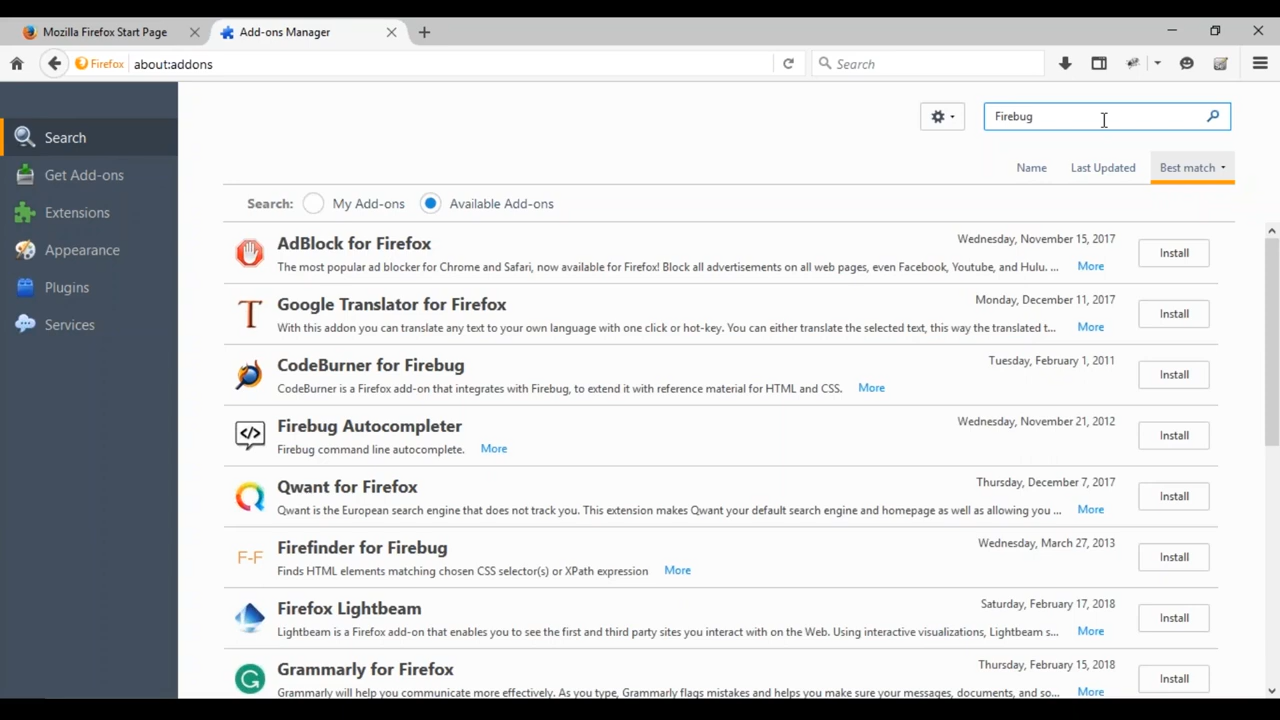 Mozilla Firefox Start Page
Add-ons Manager
Firefox about:addons
Search
Firebug
Search
Get Add-ons
Extensions
Appearance
Plugins
Services
Name Last Updated Best match
Search: My Add-ons Available Add-ons
AdBlock for Firefox Wednesday, November 15, 2017
The most popular ad blocker for Chrome and Safari, now available for Firefox! Block all advertisements on all web pages, even Facebook, Youtube, and Hulu. ... More
Install
Google Translator for Firefox Monday, December 11, 2017
With this addon you can translate any text to your own language with one click or hot-key. You can either translate the selected text, this way the translated t... More
Install
CodeBurner for Firebug Tuesday, February 1, 2011
CodeBurner is a Firefox add-on that integrates with Firebug, to extend it with reference material for HTML and CSS. More
Install
Firebug Autocompleter Wednesday, November 21, 2012
Firebug command line autocomplete. More
Install
Qwant for Firefox Thursday, December 7, 2017
Qwant is the European search engine that does not track you. This extension makes Qwant your default search engine and homepage as well as allowing you ... More
Install
F-F
Firefinder for Firebug Wednesday, March 27, 2013
Finds HTML elements matching chosen CSS selector(s) or XPath expression More
Install
Firefox Lightbeam Saturday, February 17, 2018
Lightbeam is a Firefox add-on that enables you to see the first and third party sites you interact with on the Web. Using interactive visualizations, Lightbeam s... More
Install
Grammarly for Firefox Thursday, February 15, 2018
Grammarly will help you communicate more effectively. As you type, Grammarly flags mistakes and helps you make sure your messages, documents, and so... More
Install